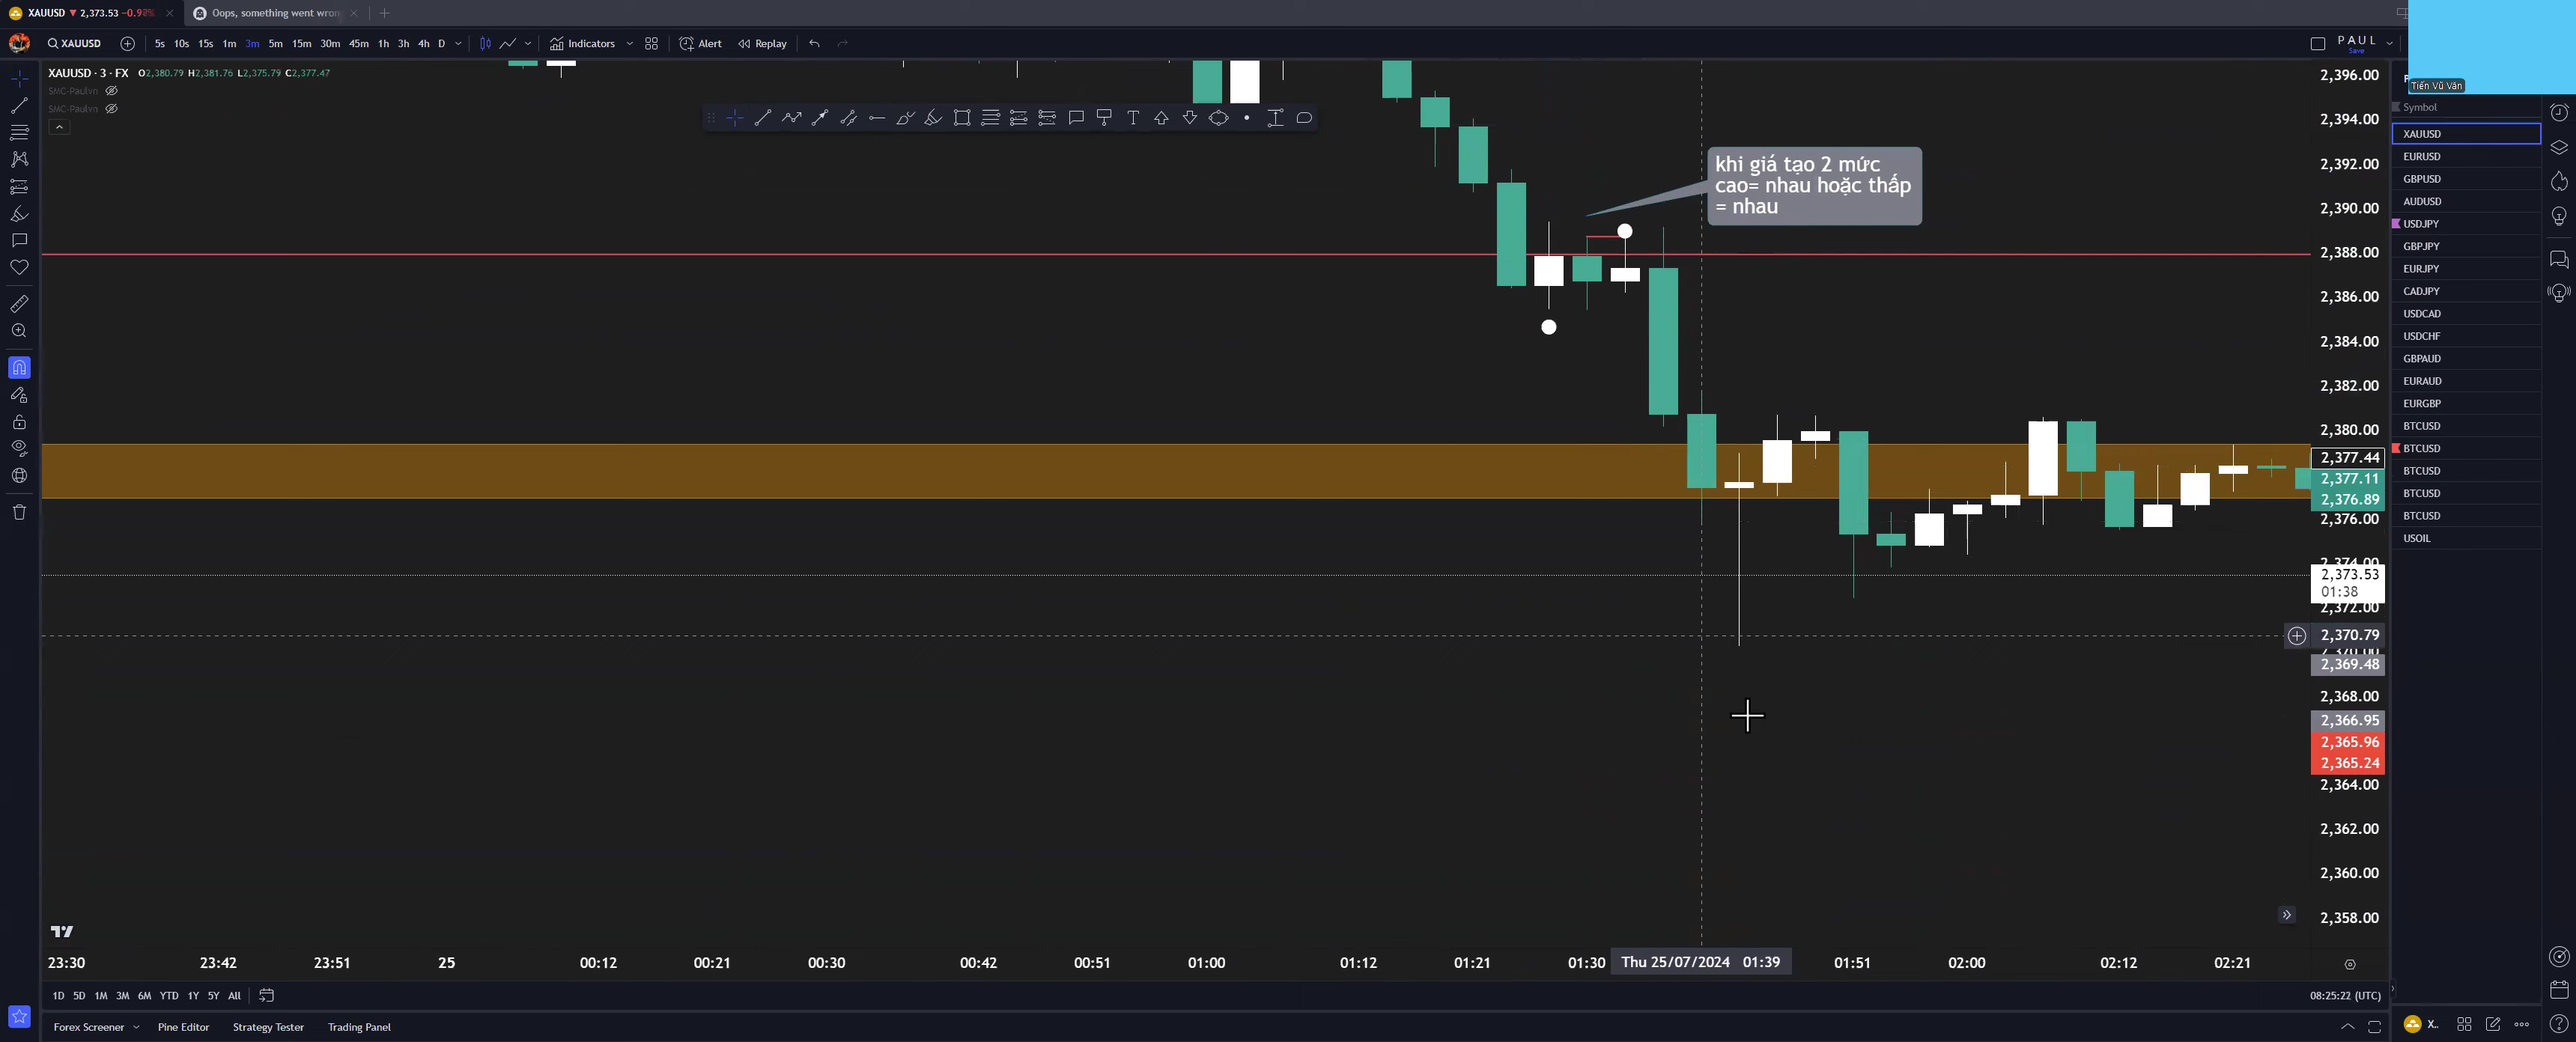 XAUUSD ▼ 2,373.53
Oops, something went wron
XAUUSD
5s 10s 15s 1m 3m 5m 15m 30m 45m 1h 3h 4h D
Indicators
Alert
Replay
PAUL
Save
XAUUSD · 3 · FX O2,380.79 H2,381.76 L2,375.79 C2,377.47
SMC-Paulvn
SMC-Paulvn
khi giá tạo 2 mức
cao= nhau hoặc thấp
= nhau
2,396.00
2,394.00
2,392.00
2,390.00
2,388.00
2,386.00
2,384.00
2,382.00
2,380.00
2,377.44
2,377.11
2,376.89
2,376.00
2,374.00
2,373.53
01:38
2,372.00
2,370.79
2,370.00
2,369.48
2,368.00
2,366.95
2,365.96
2,365.24
2,364.00
2,362.00
2,360.00
2,358.00
Tiến Vũ Văn
Symbol
XAUUSD
EURUSD
GBPUSD
AUDUSD
USDJPY
GBPJPY
EURJPY
CADJPY
USDCAD
USDCHF
GBPAUD
EURAUD
EURGBP
BTCUSD
BTCUSD
BTCUSD
BTCUSD
BTCUSD
USOIL
23:30 23:42 23:51 25 00:12 00:21 00:30 00:42 00:51 01:00 01:12 01:21 01:30 Thu 25/07/2024 01:39 01:51 02:00 02:12 02:21
1D 5D 1M 3M 6M YTD 1Y 5Y All
08:25:22 (UTC)
Forex Screener Pine Editor Strategy Tester Trading Panel
X..